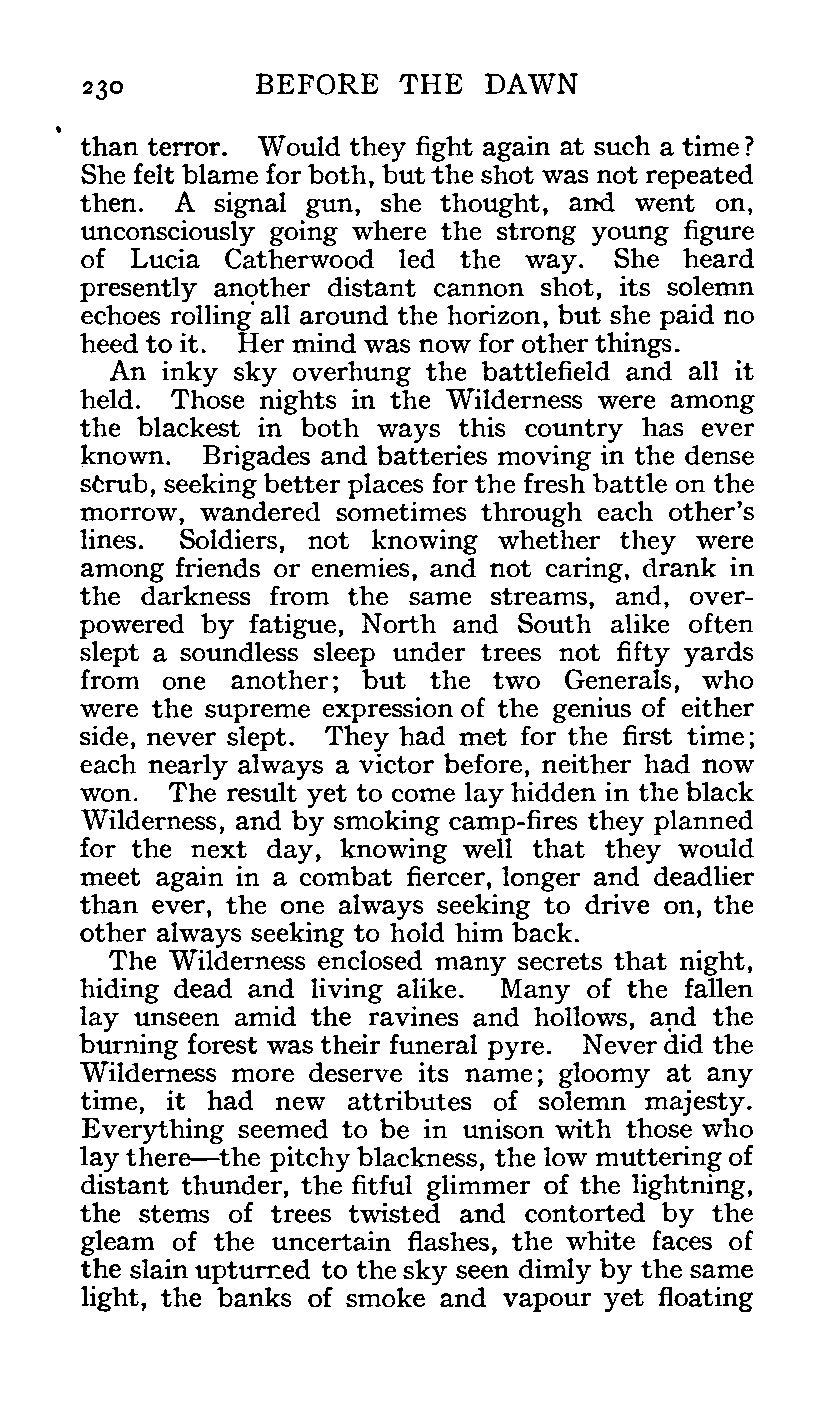 230 BEFORE THE DAWN
than terror. Would they fight again at such a time?
She felt blame for both, but the shot was not repeated
then. A signal gun, she thought, and went on,
unconsciously going where the strong young figure
of Lucia Catherwood led the way. She heard
presently another distant cannon shot, its solemn
echoes rolling all around the horizon, but she paid no
heed to it. Her mind was now for other things.
An inky sky overhung the battlefield and all it
held. Those nights in the Wilderness were among
the blackest in both ways this country has ever
known. Brigades and batteries moving in the dense
scrub, seeking better places for the fresh battle on the
morrow, wandered sometimes through each other's
lines. Soldiers, not knowing whether they were
among friends or enemies, and not caring, drank in
the darkness from the same streams, and, over-
powered by fatigue, North and South alike often
slept a soundless sleep under trees not fifty yards
from one another; but the two Generals, who
were the supreme expression of the genius of either
side, never slept. They had met for the first time;
each nearly always a victor before, neither had now
won. The result yet to come lay hidden in the black
Wilderness, and by smoking camp-fires they planned
for the next day, knowing well that they would
meet again in a combat fiercer, longer and deadlier
than ever, the one always seeking to drive on, the
other always seeking to hold him back.
The Wilderness enclosed many secrets that night,
hiding dead and living alike. Many of the fallen
lay unseen amid the ravines and hollows, and the
burning forest was their funeral pyre. Never did the
Wilderness more deserve its name; gloomy at any
time, it had new attributes of solemn majesty.
Everything seemed to be in unison with those who
lay there—the pitchy blackness, the low muttering of
distant thunder, the fitful glimmer of the lightning,
the stems of trees twisted and contorted by the
gleam of the uncertain flashes, the white faces of
the slain upturned to the sky seen dimly by the same
light, the banks of smoke and vapour yet floating